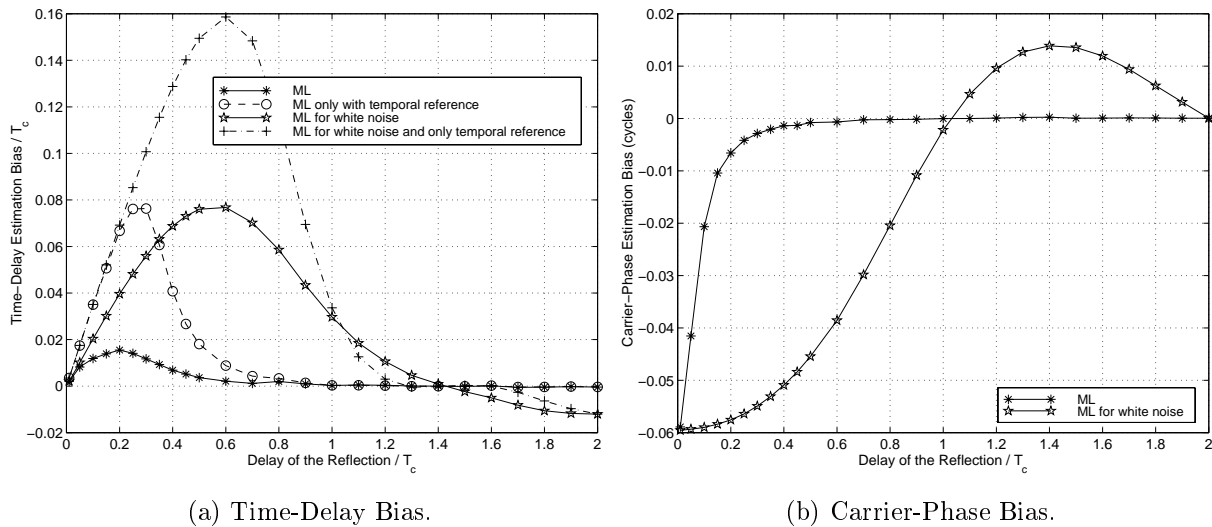 0.16
0.14
0.12
0.1
0.08
0.06
0.04
0.02
0
−0.02
Time−Delay Estimation Bias / Tc
ML
ML only with temporal reference
ML for white noise
ML for white noise and only temporal reference
0 0.2 0.4 0.6 0.8 1 1.2 1.4 1.6 1.8 2
Delay of the Reflection / Tc
(a) Time-Delay Bias.
0.02
0.01
0
−0.01
−0.02
−0.03
−0.04
−0.05
−0.06
Carrier−Phase Estimation Bias (cycles)
ML
ML for white noise
0 0.2 0.4 0.6 0.8 1 1.2 1.4 1.6 1.8 2
Delay of the Reflection / Tc
(b) Carrier-Phase Bias.